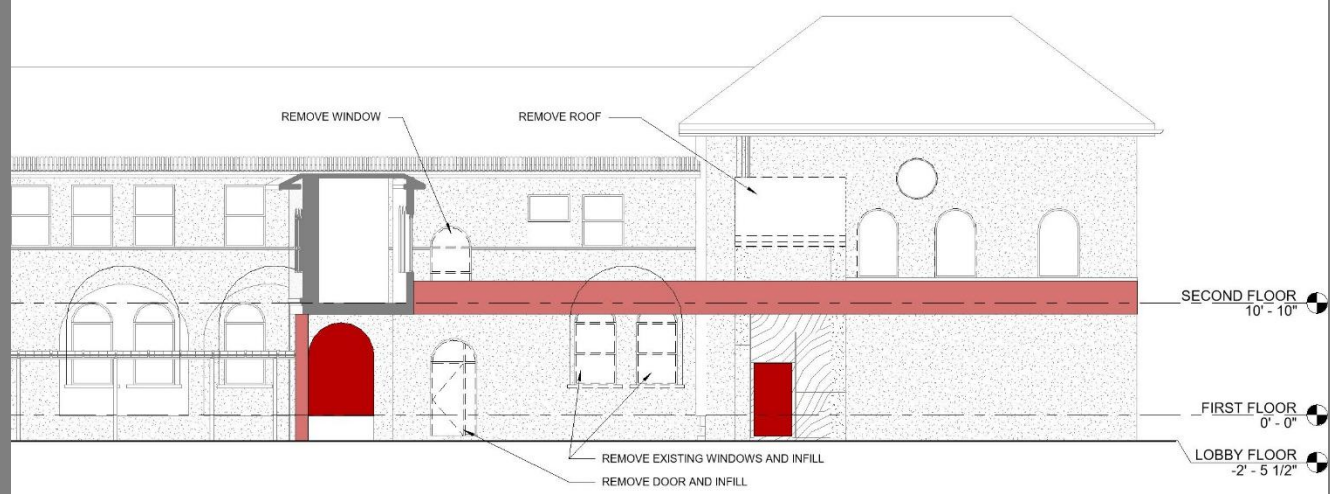 REMOVE WINDOW
REMOVE ROOF
SECOND FLOOR
10' - 10"
FIRST FLOOR
0' - 0"
LOBBY FLOOR
-2' - 5 1/2"
REMOVE EXISTING WINDOWS AND INFILL
REMOVE DOOR AND INFILL